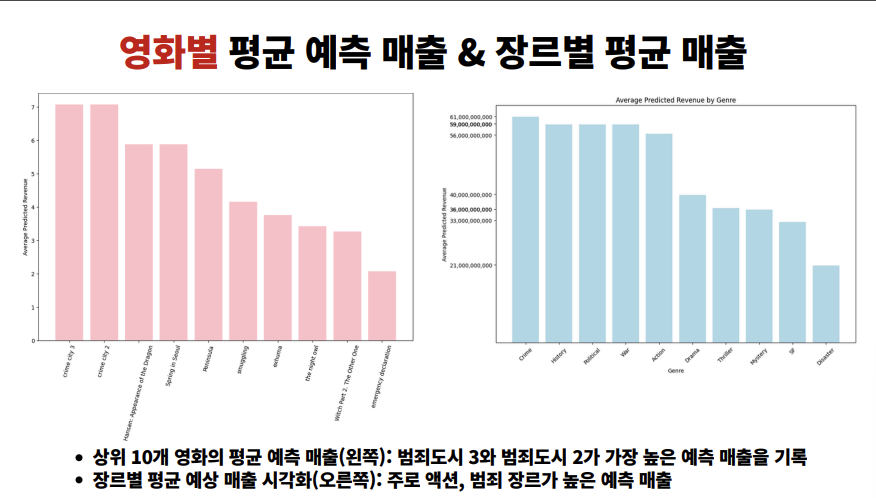 영화별 평균 예측 매출 & 장르별 평균 매출
Average Predicted Revenue
7
6
5
4
3
2
1
0
crime city 3
crime city 2
Hansan: Appearance of the Dragon
Spring in Seoul
Peninsula
smuggling
exhuma
the night owl
Witch Part 2. The Other One
emergency declaration
Average Predicted Revenue by Genre
Average Predicted Revenue
61,000,000,000
59,000,000,000
56,000,000,000
40,000,000,000
36,000,000,000
33,000,000,000
21,000,000,000
Crime
History
Political
War
Action
Drama
Thriller
Mystery
SF
Disaster
Genre
• 상위 10개 영화의 평균 예측 매출(왼쪽): 범죄도시 3와 범죄도시 2가 가장 높은 예측 매출을 기록
• 장르별 평균 예상 매출 시각화(오른쪽): 주로 액션, 범죄 장르가 높은 예측 매출